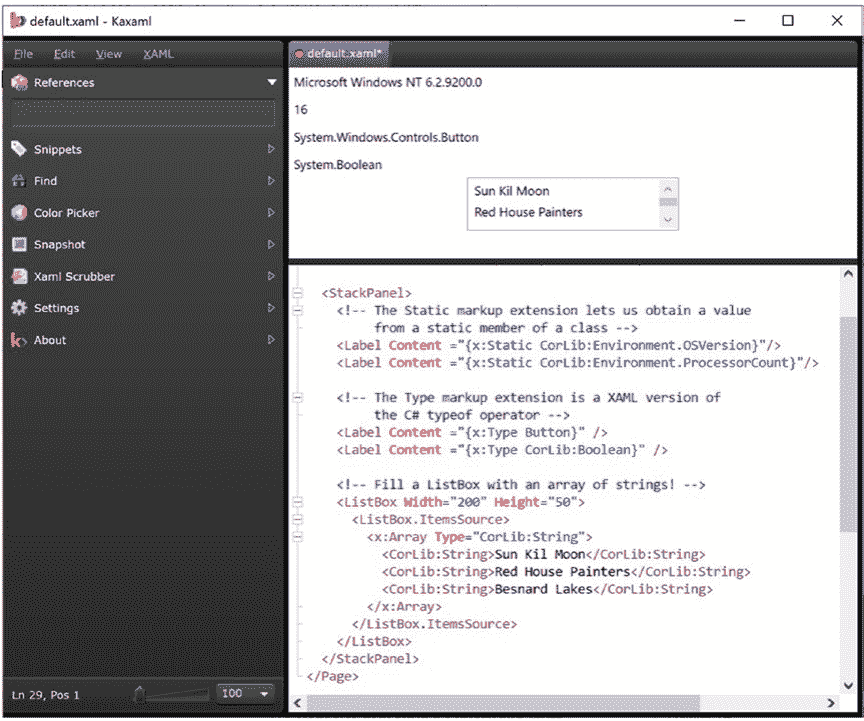 default.xaml - Kaxaml
File Edit View XAML
References
Snippets
Find
Color Picker
Snapshot
Xaml Scrubber
Settings
About
Ln 29, Pos 1
100
default.xaml*
Microsoft Windows NT 6.2.9200.0
16
System.Windows.Controls.Button
System.Boolean
Sun Kil Moon
Red House Painters
<StackPanel>
<!-- The Static markup extension lets us obtain a value
from a static member of a class -->
<Label Content ="{x:Static CorLib:Environment.OSVersion}"/>
<Label Content ="{x:Static CorLib:Environment.ProcessorCount}"/>
<!-- The Type markup extension is a XAML version of
the C# typeof operator -->
<Label Content ="{x:Type Button}" />
<Label Content ="{x:Type CorLib:Boolean}" />
<!-- Fill a ListBox with an array of strings! -->
<ListBox Width="200" Height="50">
<ListBox.ItemsSource>
<x:Array Type="CorLib:String">
<CorLib:String>Sun Kil Moon</CorLib:String>
<CorLib:String>Red House Painters</CorLib:String>
<CorLib:String>Besnard Lakes</CorLib:String>
</x:Array>
</ListBox.ItemsSource>
</ListBox>
</StackPanel>
</Page>